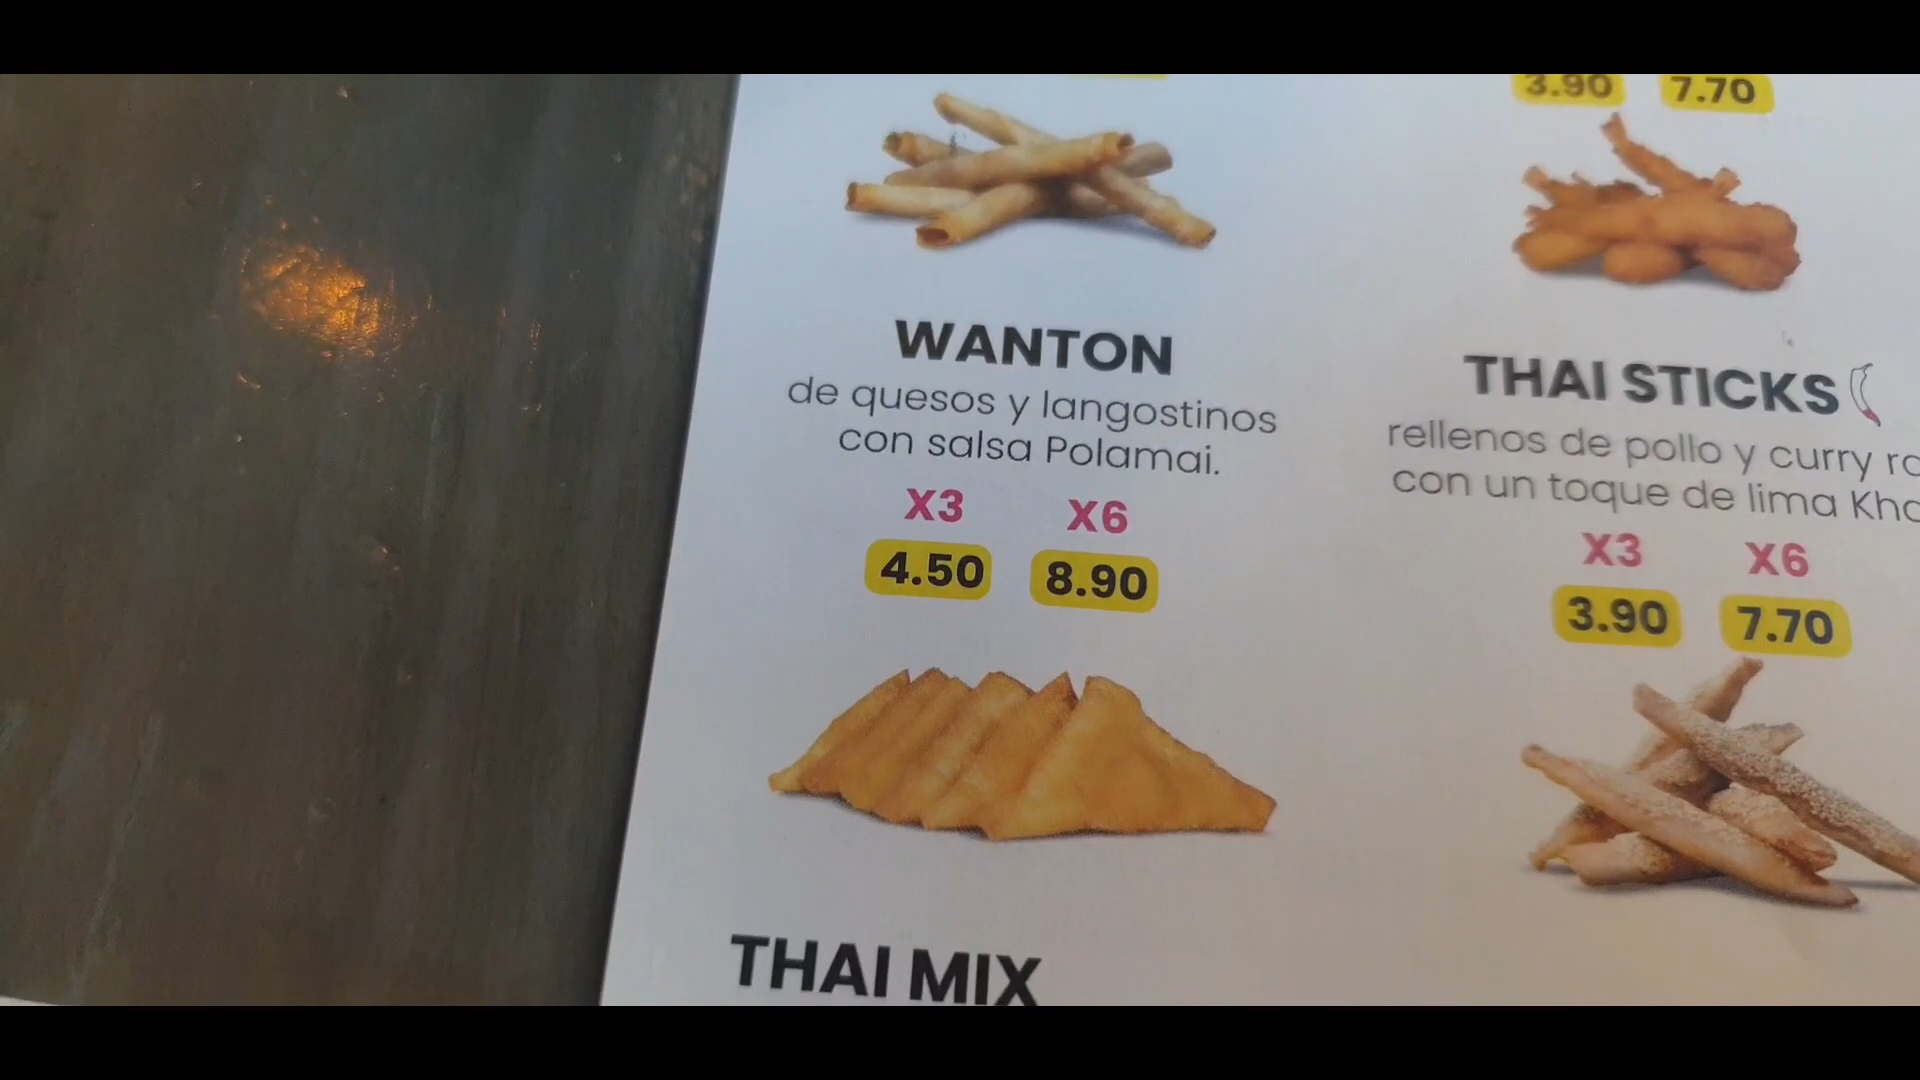 3.90 7.70
WANTON
de quesos y langostinos
con salsa Polamai.
X3 X6
4.50 8.90
THAI STICKS
rellenos de pollo y curry
con un toque de lima
X3 X6
3.90 7.70
THAI MIX